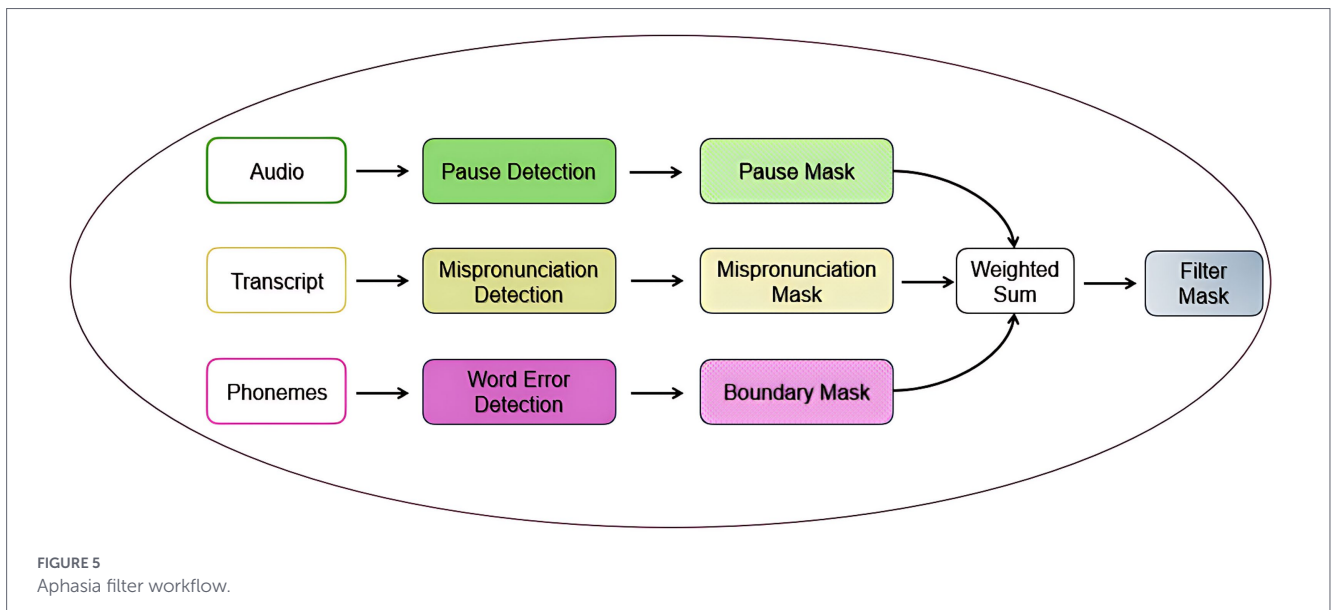 Audio
Pause Detection
Pause Mask
Transcript
Mispronunciation
Detection
Mispronunciation
Mask
Weighted
Sum
Filter
Mask
Phonemes
Word Error
Detection
Boundary Mask
FIGURE 5
Aphasia filter workflow.